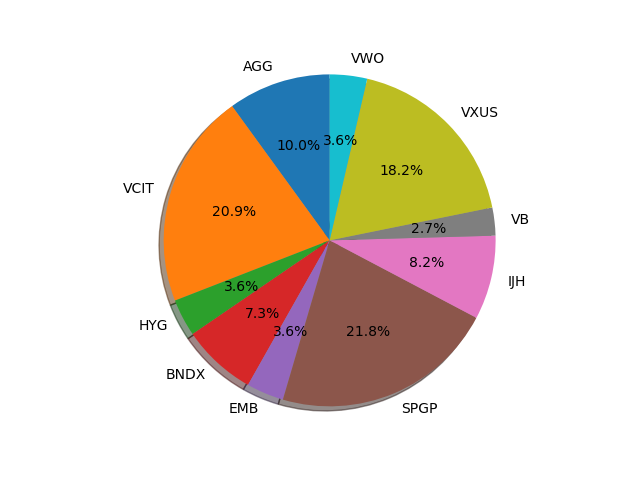 VWO
AGG
VXUS
3.6%
10.0%
18.2%
VCIT
20.9%
VB
2.7%
8.2%
IJH
3.6%
7.3%
HYG
3.6%
21.8%
BNDX
EMB
SPGP